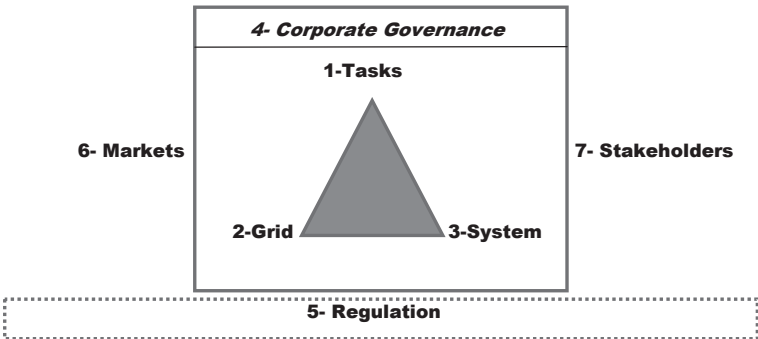 4- Corporate Governance
1-Tasks
6- Markets
7- Stakeholders
2-Grid
3-System
5- Regulation